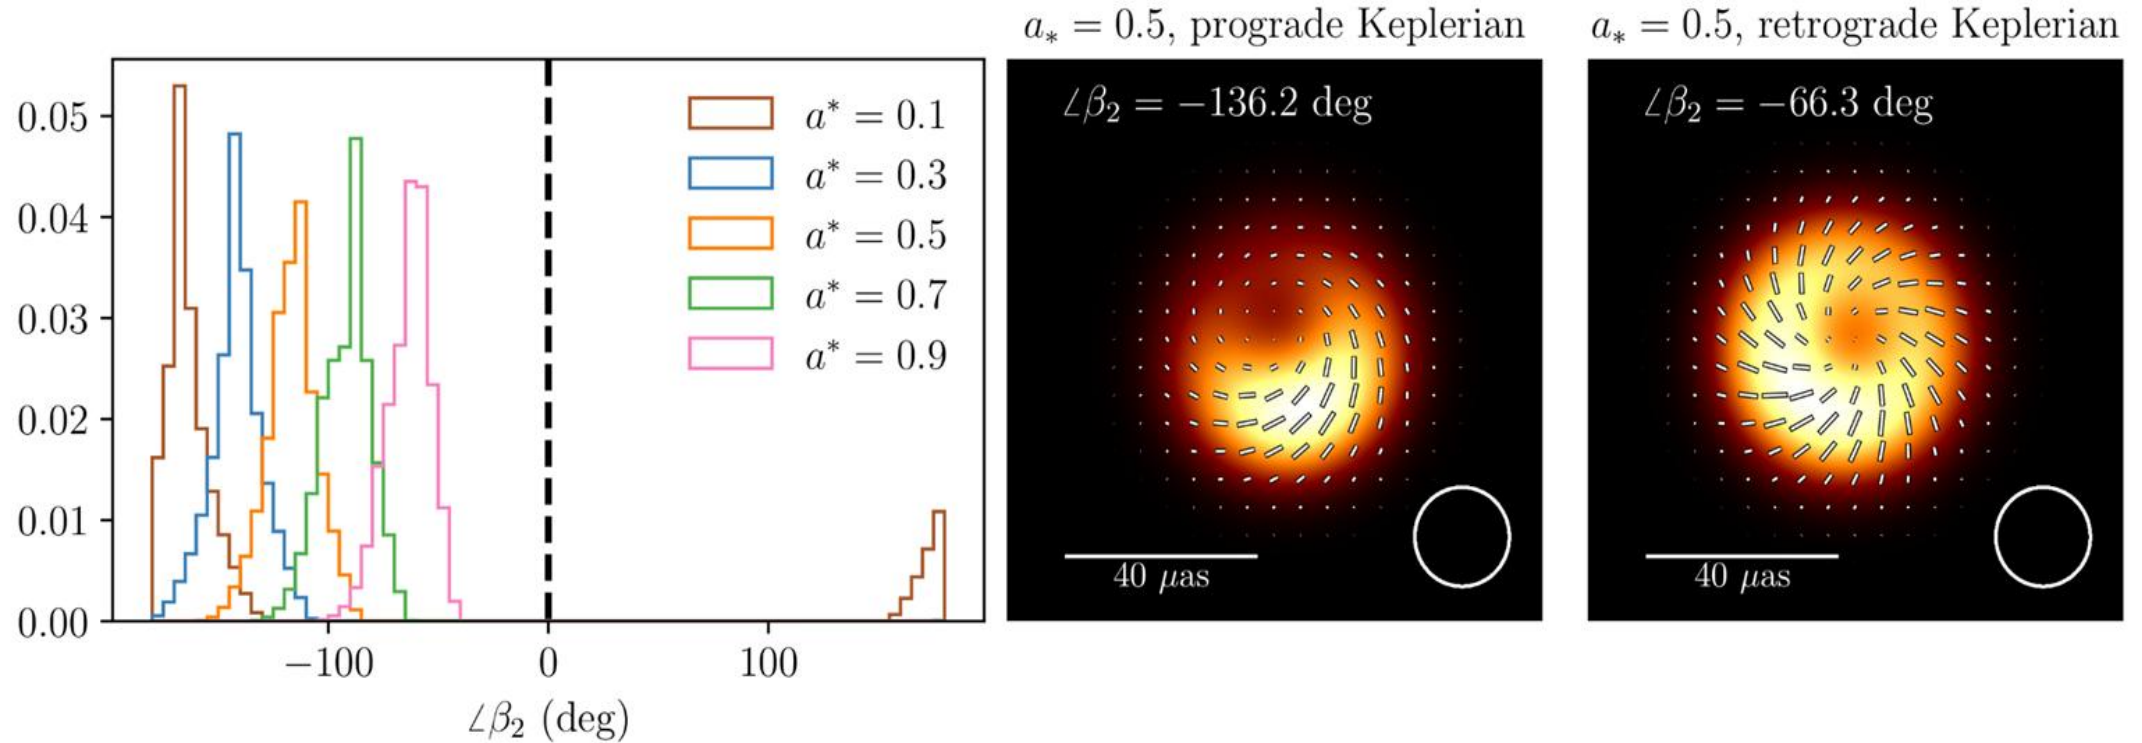 0.05
0.04
0.03
0.02
0.01
0.00
−100
0
100
∠β₂ (deg)
a* = 0.1
a* = 0.3
a* = 0.5
a* = 0.7
a* = 0.9
a∗ = 0.5, prograde Keplerian
∠β₂ = −136.2 deg
40 μas
a∗ = 0.5, retrograde Keplerian
∠β₂ = −66.3 deg
40 μas